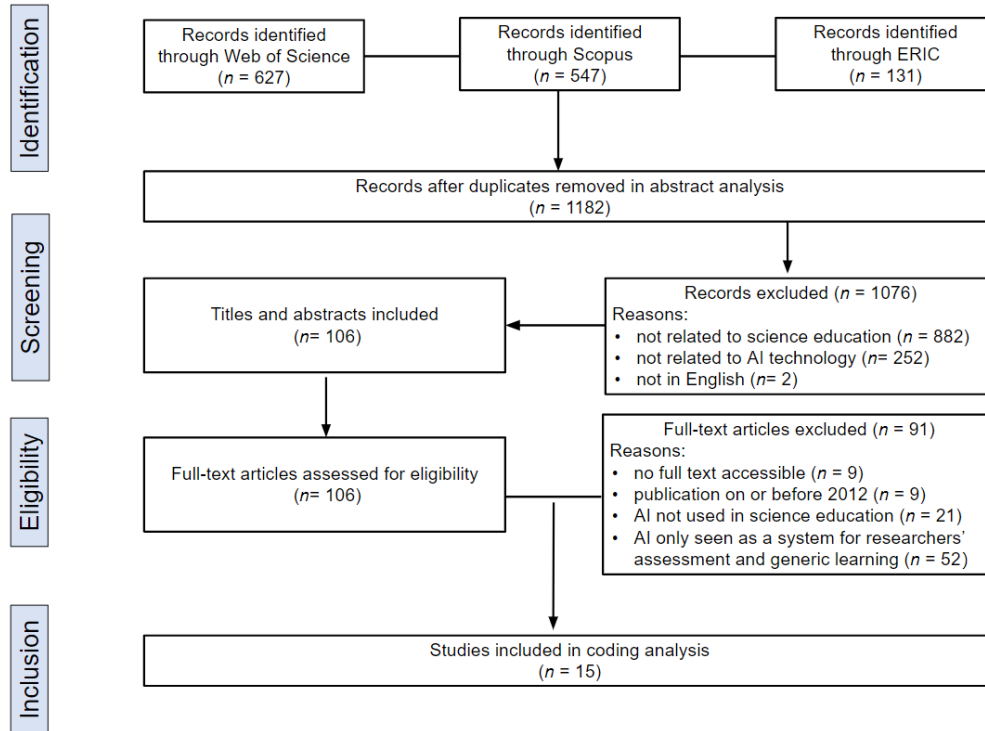 Identification
Records identified
through Web of Science
(n = 627)
Records identified
through Scopus
(n = 547)
Records identified
through ERIC
(n = 131)
Records after duplicates removed in abstract analysis
(n = 1182)
Screening
Titles and abstracts included
(n= 106)
Records excluded (n = 1076)
Reasons:
• not related to science education (n = 882)
• not related to AI technology (n= 252)
• not in English (n= 2)
Eligibility
Full-text articles assessed for eligibility
(n= 106)
Full-text articles excluded (n = 91)
Reasons:
• no full text accessible (n = 9)
• publication on or before 2012 (n = 9)
• AI not used in science education (n = 21)
• AI only seen as a system for researchers’
assessment and generic learning (n = 52)
Inclusion
Studies included in coding analysis
(n = 15)